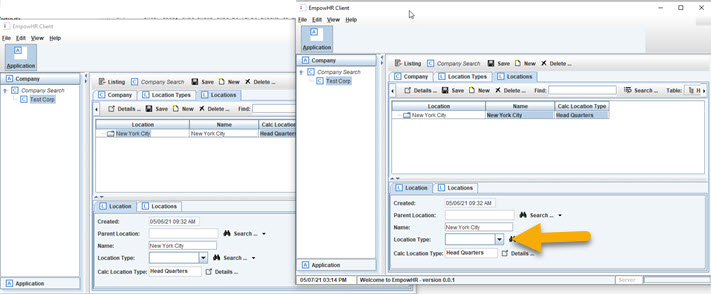 EmpowHR Client
File Edit View Help
Application
Company
Company Search
Test Corp
Listing Company Search Save New Delete ...
Company Location Types Locations
Details ... Save New Delete ... Find:
Location Name Calc Location Type
New York City New York City Head Quarters
Location Locations
Created: 05/06/21 09:32 AM
Parent Location: Search ...
Name: New York City
Location Type: Search ...
Calc Location Type: Head Quarters Details ...
Application
EmpowHR Client
File Edit View Help
Application
Company
Company Search
Test Corp
Listing Company Search Save New Delete ...
Company Location Types Locations
Details ... Save New Delete ... Find: Search ... Table: H
Location Name Calc Location Type
New York City New York City Head Quarters
Location Locations
Created: 05/06/21 09:32 AM
Parent Location: Search ...
Name: New York City
Location Type:
Calc Location Type: Head Quarters Details ...
Application
05/07/21 03:14 PM Welcome to EmpowHR - version 0.0.1 Server